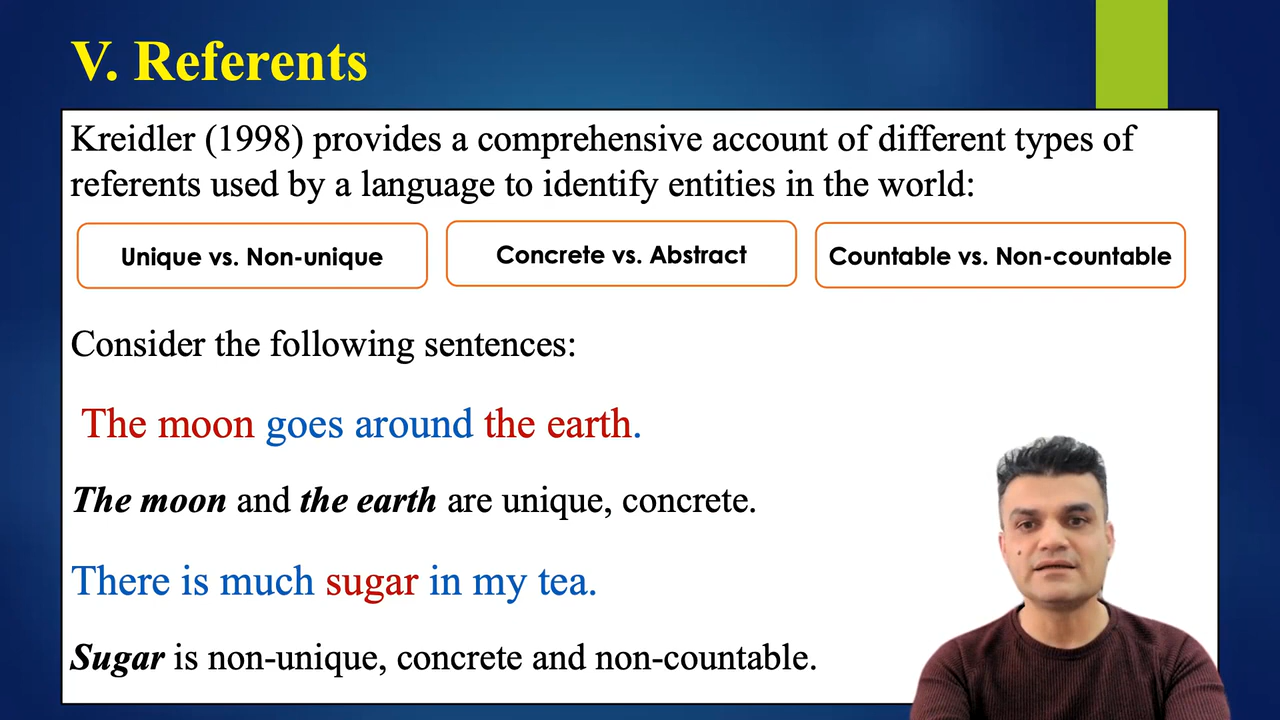 V. Referents
Kreidler (1998) provides a comprehensive account of different types of
referents used by a language to identify entities in the world:
Unique vs. Non-unique
Concrete vs. Abstract
Countable vs. Non-countable
Consider the following sentences:
The moon goes around the earth.
The moon and the earth are unique, concrete.
There is much sugar in my tea.
Sugar is non-unique, concrete and non-countable.